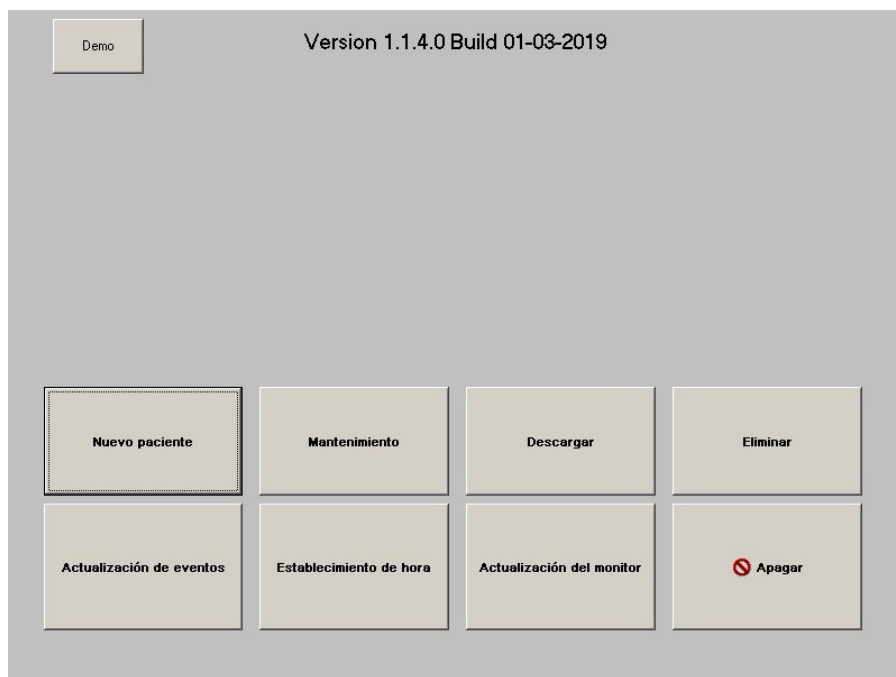 Demo
Version 1.1.4.0 Build 01-03-2019
Nuevo paciente
Mantenimiento
Descargar
Eliminar
Actualización de eventos
Establecimiento de hora
Actualización del monitor
Apagar